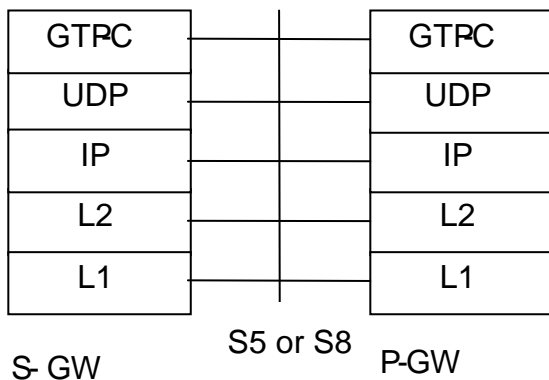 GTP-C GTP-C
UDP UDP
IP IP
L2 L2
L1 L1
S- GW S5 or S8 P-GW